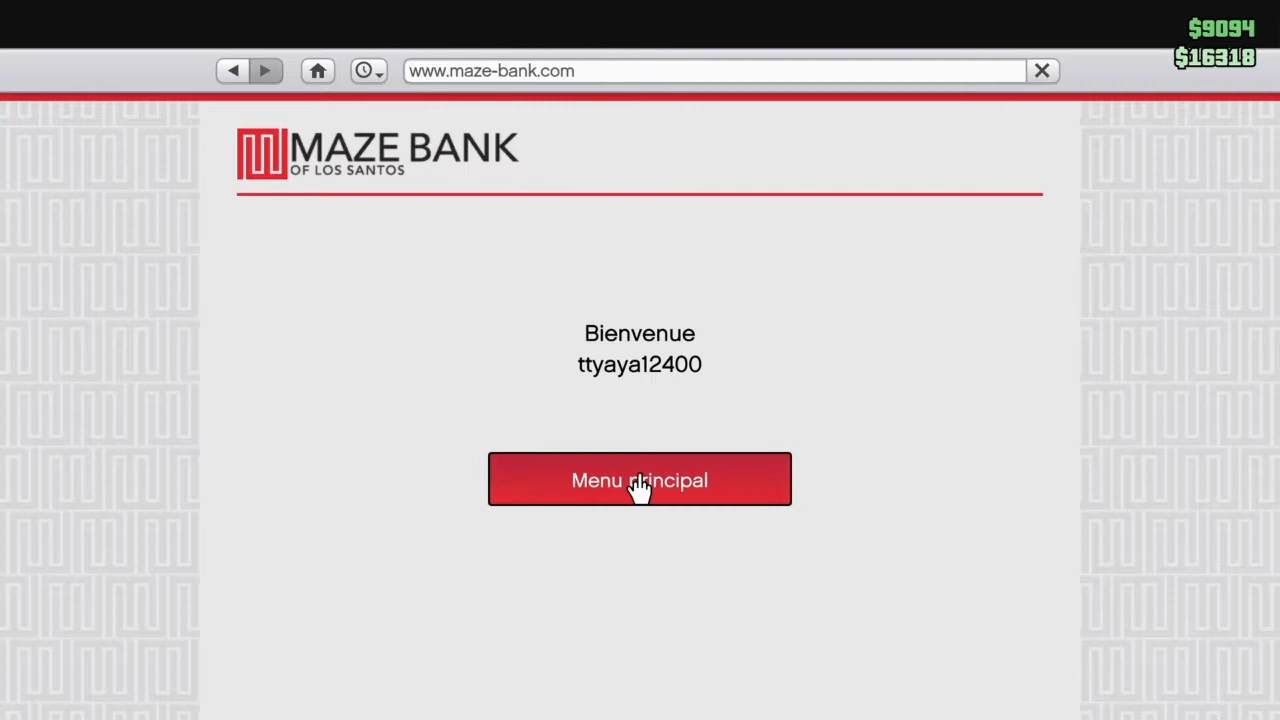 $9094
$16318
www.maze-bank.com
MAZE BANK
OF LOS SANTOS
Bienvenue
ttyaya12400
Menu principal